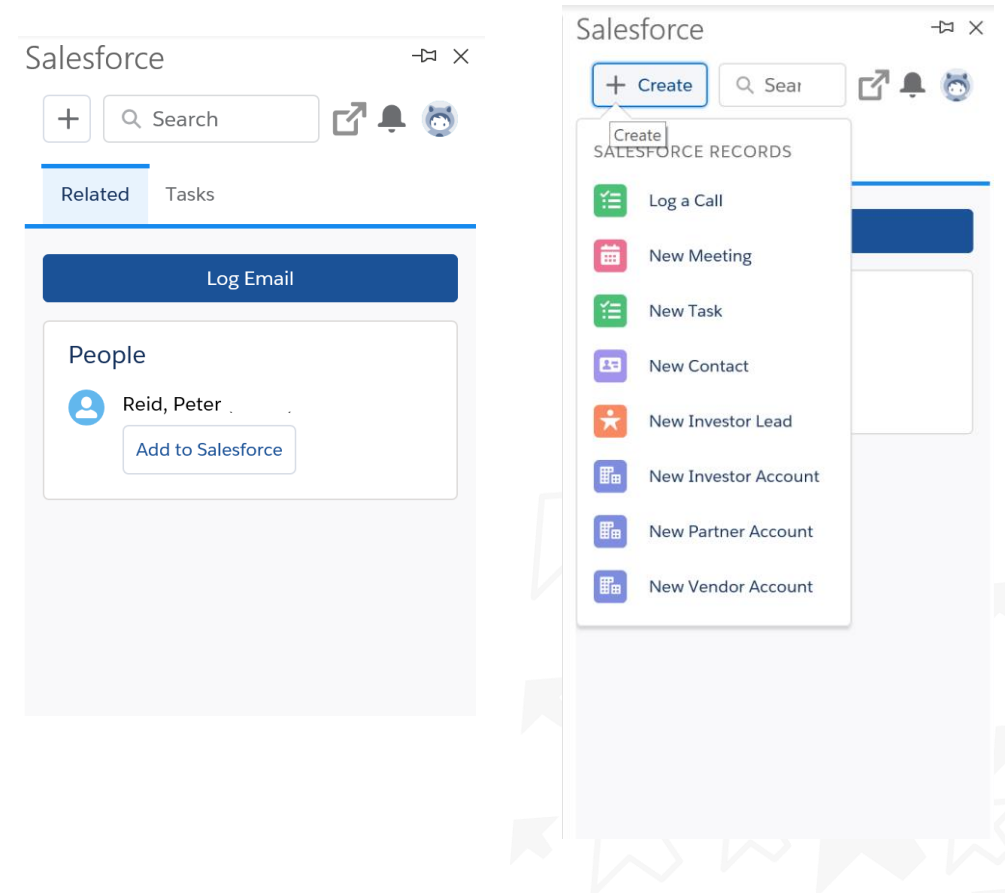 Salesforce
Search
Related
Tasks
Log Email
People
Reid, Peter
Add to Salesforce
Salesforce
Create
Sear
Create
SALESFORCE RECORDS
Log a Call
New Meeting
New Task
New Contact
New Investor Lead
New Investor Account
New Partner Account
New Vendor Account